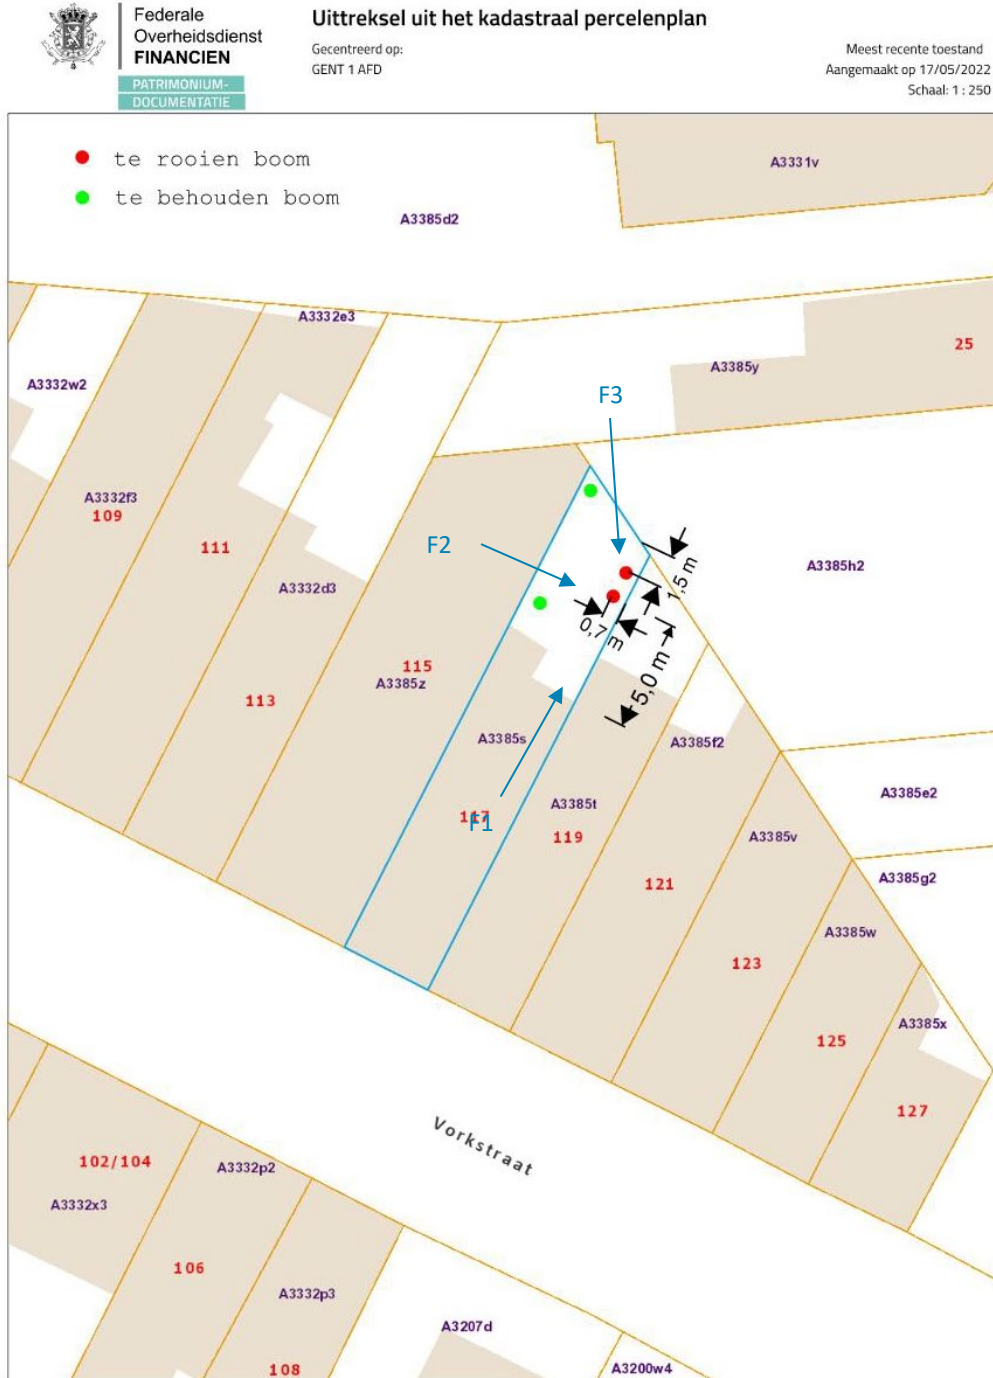 Federale
Overheidsdienst
FINANCIEN
PATRIMONIUM-
DOCUMENTATIE
Uittreksel uit het kadastraal percelenplan
Gecentreerd op:
GENT 1 AFD
Meest recente toestand
Aangemaakt op 17/05/2022
Schaal: 1 : 250
te rooien boom
te behouden boom
A3331v
A3385d2
A3332e3
25
A3385y
A3332w2
F3
A3332f3
109
111
F2
A3385h2
1,5 m
A3332d3
0,7 m
5,0 m
115
A3385z
113
A3385s
A3385f2
A3385e2
A3385t
117
F1
119
A3385v
A3385g2
121
A3385w
123
A3385x
125
127
Vorkstraat
102/104
A3332p2
A3332x3
106
A3332p3
A3207d
108
A3200w4